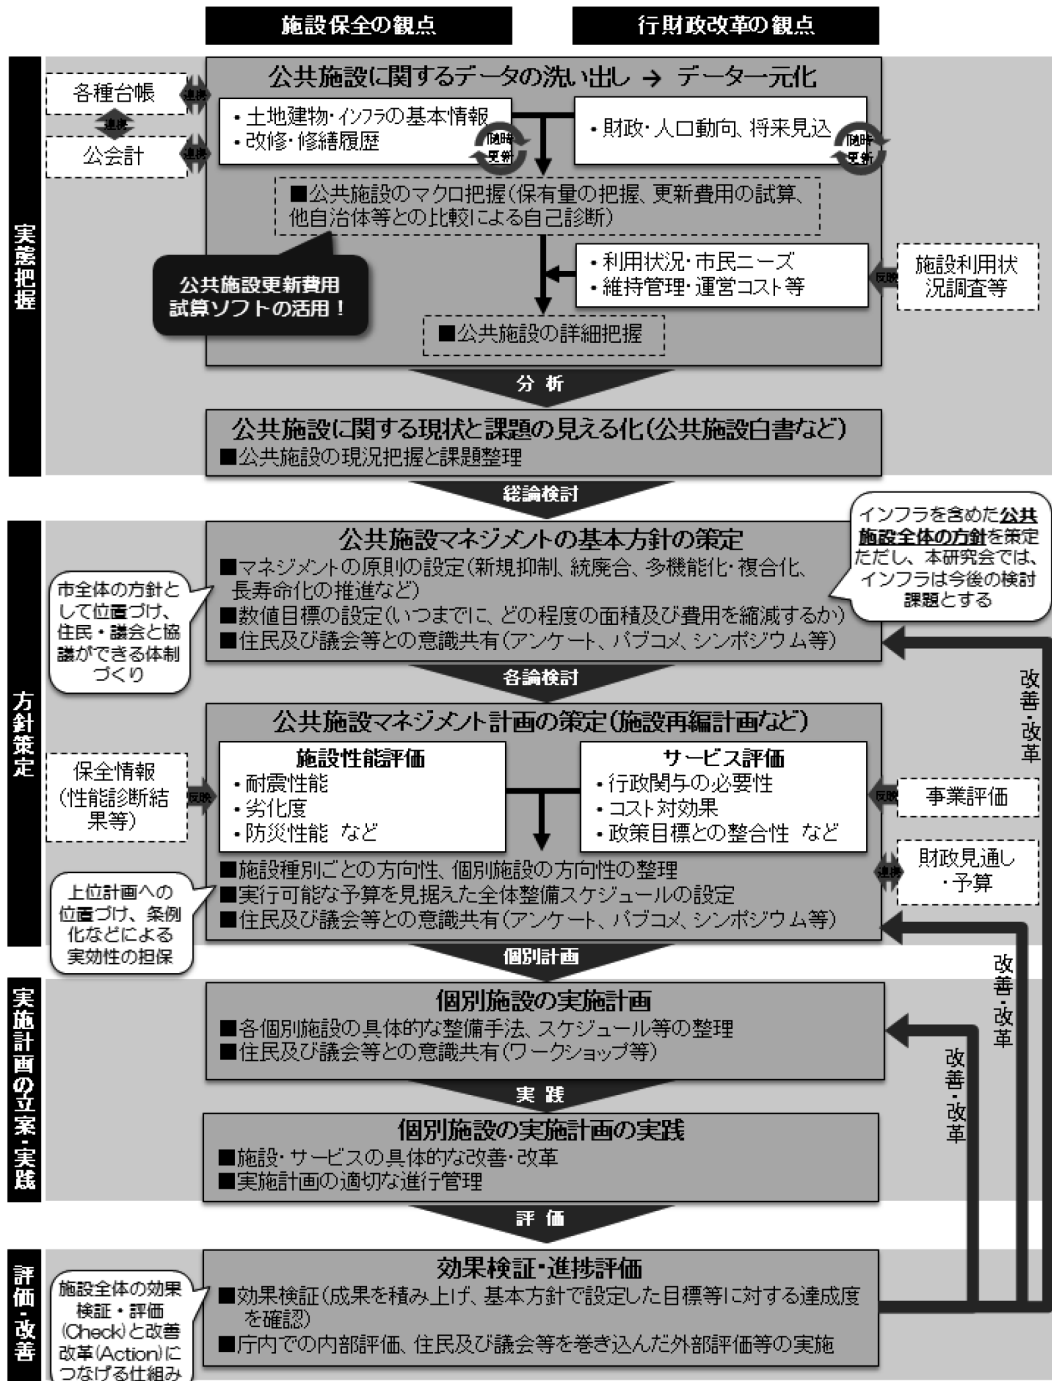 施設保全の観点
行財政改革の観点
実態把握
公共施設に関するデータの洗い出し → データ一元化
各種台帳
連携
連携
公会計
連携
・土地建物・インフラの基本情報
・改修・修繕履歴
随時
更新
・財政・人口動向、将来見込
随時
更新
■公共施設のマクロ把握(保有量の把握、更新費用の試算、
他自治体等との比較による自己診断)
公共施設更新費用
試算ソフトの活用！
・利用状況・市民ニーズ
・維持管理・運営コスト等
反映
施設利用状
況調査等
■公共施設の詳細把握
分 析
公共施設に関する現状と課題の見える化(公共施設白書など)
■公共施設の現況把握と課題整理
総論検討
方針策定
公共施設マネジメントの基本方針の策定
■マネジメントの原則の設定(新規抑制、統廃合、多機能化・複合化、
長寿命化の推進など)
■数値目標の設定(いつまでに、どの程度の面積及び費用を縮減するか)
■住民及び議会等との意識共有(アンケート、パブコメ、シンポジウム等)
インフラを含めた公共
施設全体の方針を策定
ただし、本研究会では、
インフラは今後の検討
課題とする
市全体の方針と
して位置づけ、
住民・議会と協
議ができる体制
づくり
各論検討
改善・改革
公共施設マネジメント計画の策定(施設再編計画など)
施設性能評価
・耐震性能
・劣化度
・防災性能 など
サービス評価
・行政関与の必要性
・コスト対効果
・政策目標との整合性 など
保全情報
(性能診断結
果等)
反映
反映
事業評価
連携
財政見通し
・予算
■施設種別ごとの方向性、個別施設の方向性の整理
■実行可能な予算を見据えた全体整備スケジュールの設定
■住民及び議会等との意識共有(アンケート、パブコメ、シンポジウム等)
上位計画への
位置づけ、条例
化などによる
実効性の担保
個別計画
改善・改革
実施計画の立案・実践
個別施設の実施計画
■各個別施設の具体的な整備手法、スケジュール等の整理
■住民及び議会等との意識共有(ワークショップ等)
改善・改革
実 践
個別施設の実施計画の実践
■施設・サービスの具体的な改善・改革
■実施計画の適切な進行管理
評 価
評価・改善
効果検証・進捗評価
■効果検証(成果を積み上げ、基本方針で設定した目標等に対する達成度
を確認)
■庁内での内部評価、住民及び議会等を巻き込んだ外部評価等の実施
施設全体の効果
検証・評価
(Check)と改善
改革(Action)に
つなげる仕組み